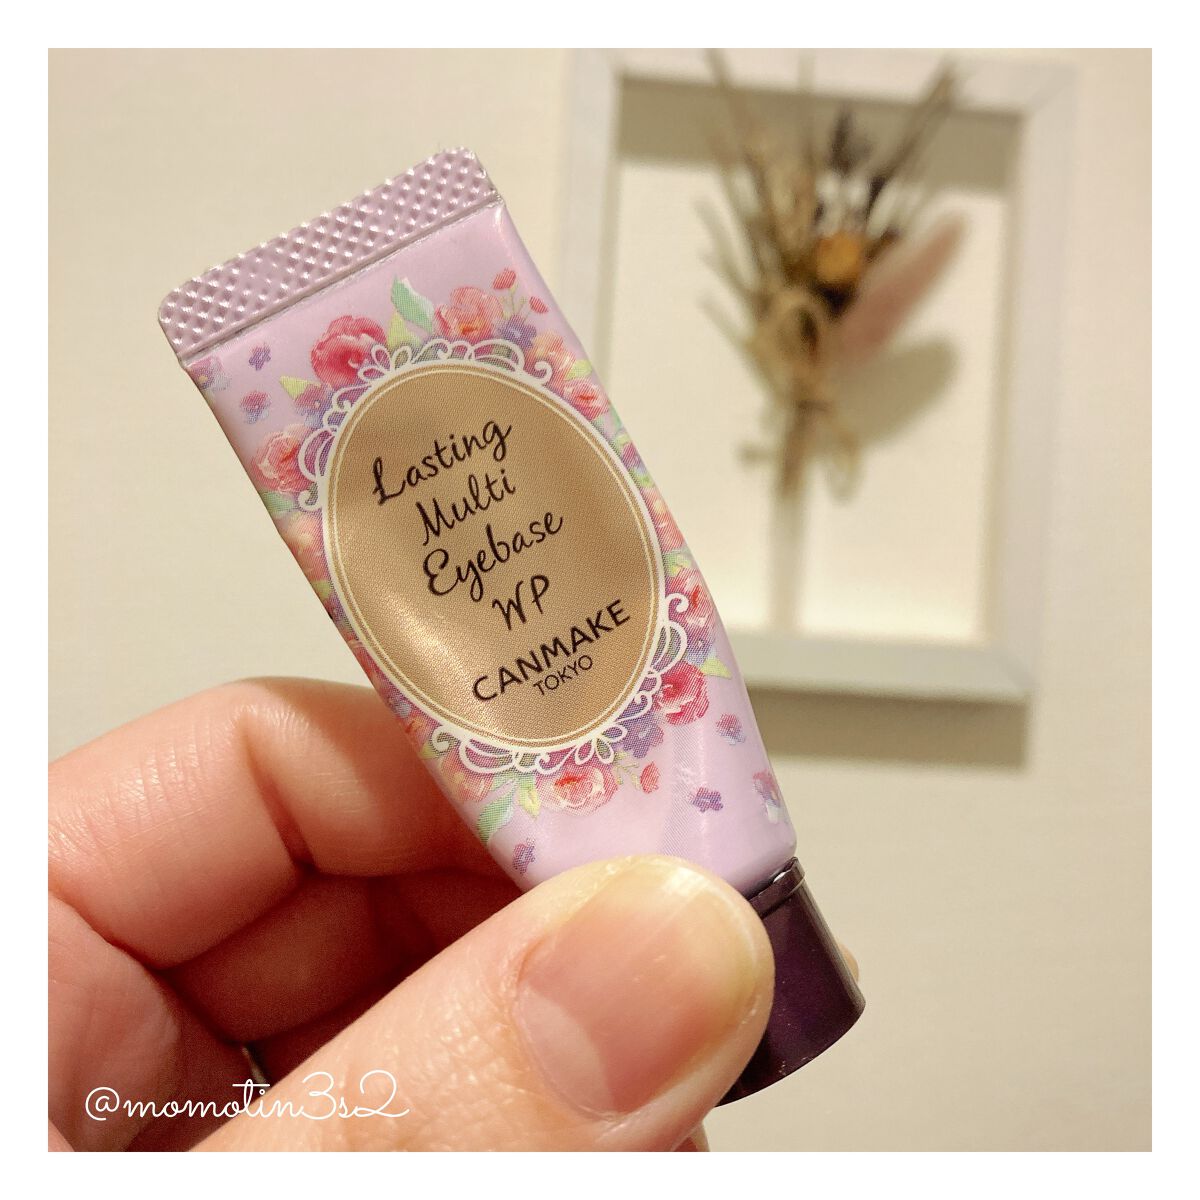 Lasting
Multi
Eyebase
WP
CANMAKE
TOKYO
@momotin3s2